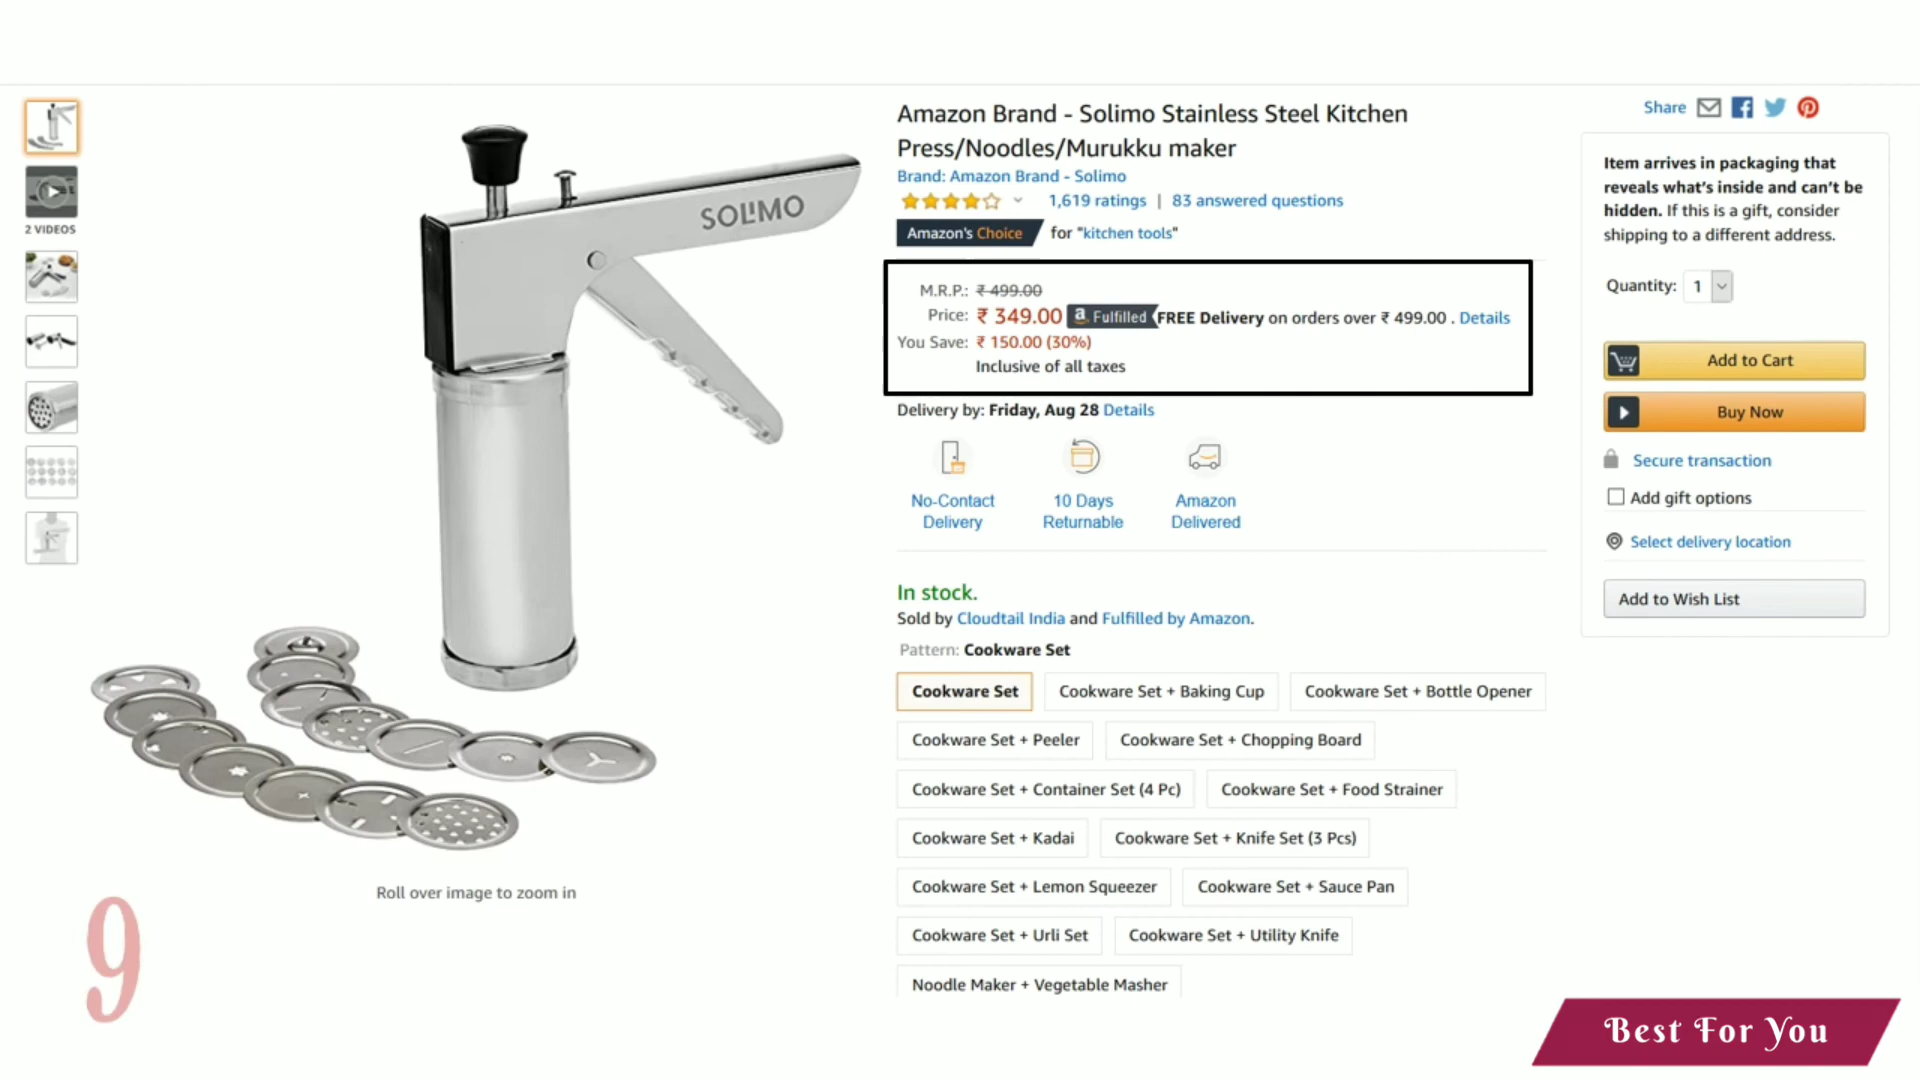 Amazon Brand - Solimo Stainless Steel Kitchen
Press/Noodles/Murukku maker
Brand: Amazon Brand - Solimo
1,619 ratings | 83 answered questions
Amazon's Choice for "kitchen tools"
M.R.P.: ₹ 499.00
Price: ₹ 349.00 a Fulfilled FREE Delivery on orders over ₹ 499.00 . Details
You Save: ₹ 150.00 (30%)
Inclusive of all taxes
Delivery by: Friday, Aug 28 Details
No-Contact
Delivery
10 Days
Returnable
Amazon
Delivered
In stock.
Sold by Cloudtail India and Fulfilled by Amazon.
Pattern: Cookware Set
Cookware Set
Cookware Set + Baking Cup
Cookware Set + Bottle Opener
Cookware Set + Peeler
Cookware Set + Chopping Board
Cookware Set + Container Set (4 Pc)
Cookware Set + Food Strainer
Cookware Set + Kadai
Cookware Set + Knife Set (3 Pcs)
Cookware Set + Lemon Squeezer
Cookware Set + Sauce Pan
Cookware Set + Urli Set
Cookware Set + Utility Knife
Noodle Maker + Vegetable Masher
Share
Item arrives in packaging that
reveals what's inside and can't be
hidden. If this is a gift, consider
shipping to a different address.
Quantity: 1
Add to Cart
Buy Now
Secure transaction
Add gift options
Select delivery location
Add to Wish List
2 VIDEOS
SOLIMO
Roll over image to zoom in
9
Best For You